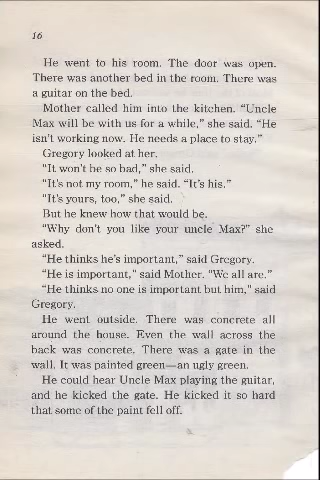 16
He went to his room. The door was open.
There was another bed in the room. There was
a guitar on the bed.
Mother called him into the kitchen. “Uncle
Max will be with us for a while,” she said. “He
isn’t working now. He needs a place to stay.”
Gregory looked at her.
“It won’t be so bad,” she said.
“It’s not my room,” he said. “It’s his.”
“It’s yours, too,” she said.
But he knew how that would be.
“Why don’t you like your uncle Max?” she
asked.
“He thinks he’s important,” said Gregory.
“He is important,” said Mother. “We all are.”
“He thinks no one is important but him,” said
Gregory.
He went outside. There was concrete all
around the house. Even the wall across the
back was concrete. There was a gate in the
wall. It was painted green—an ugly green.
He could hear Uncle Max playing the guitar,
and he kicked the gate. He kicked it so hard
that some of the paint fell off.